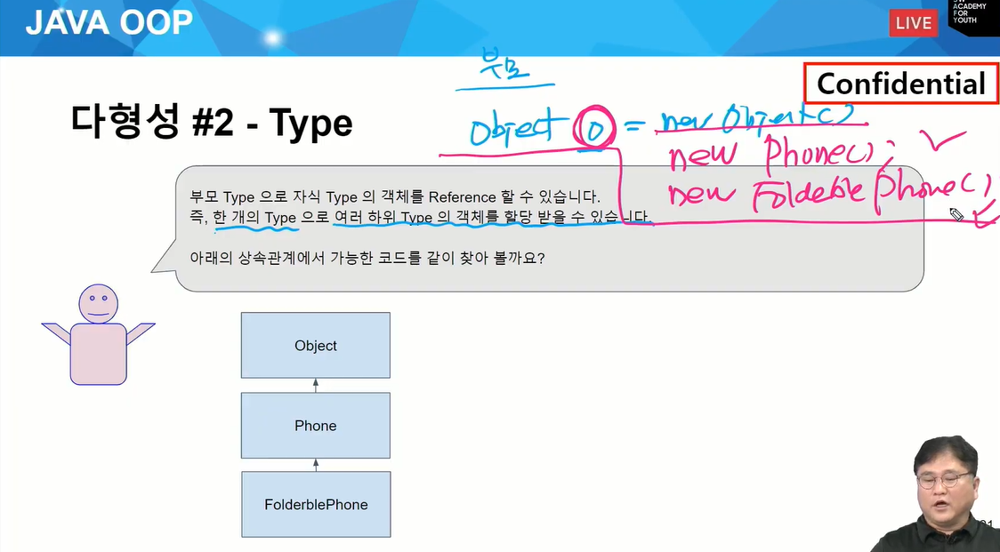 JAVA OOP
LIVE
ACADEMY
FOR
YOUTH
부모
Confidential
다형성 #2 - Type
Object o = new Object()
new Phone();
new Foldable Phone();
부모 Type 으로 자식 Type 의 객체를 Reference 할 수 있습니다.
즉, 한 개의 Type 으로 여러 하위 Type 의 객체를 할당 받을 수 있습니다.
아래의 상속관계에서 가능한 코드를 같이 찾아 볼까요?
Object
Phone
FolderblePhone